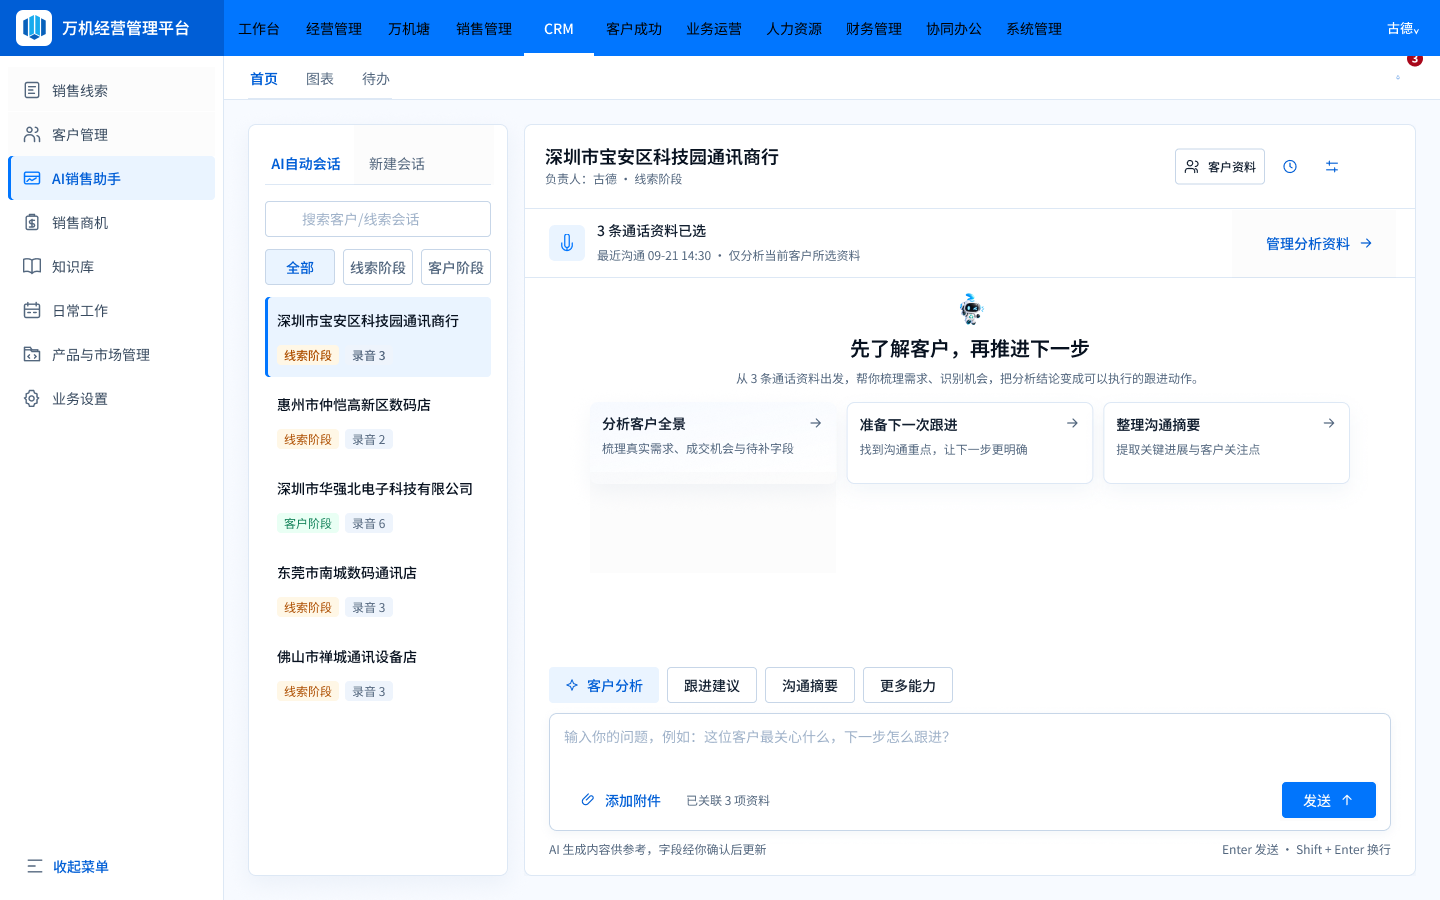 万机经营管理平台
工作台 经营管理 万机塘 销售管理 CRM 客户成功 业务运营 人力资源 财务管理 协同办公 系统管理
古德
首页 图表 待办
3
销售线索
客户管理
AI销售助手
销售商机
知识库
日常工作
产品与市场管理
业务设置
收起菜单
AI自动会话 新建会话
搜索客户/线索会话
全部 线索阶段 客户阶段
深圳市宝安区科技园通讯商行
线索阶段 录音 3
惠州市仲恺高新区数码店
线索阶段 录音 2
深圳市华强北电子科技有限公司
客户阶段 录音 6
东莞市南城数码通讯店
线索阶段 录音 3
佛山市禅城通讯设备店
线索阶段 录音 3
深圳市宝安区科技园通讯商行
负责人：古德 · 线索阶段
客户资料
3 条通话资料已选
最近沟通 09-21 14:30 · 仅分析当前客户所选资料
管理分析资料
先了解客户，再推进下一步
从 3 条通话资料出发，帮你梳理需求、识别机会，把分析结论变成可以执行的跟进动作。
分析客户全景
梳理真实需求、成交机会与待补字段
准备下一次跟进
找到沟通重点，让下一步更明确
整理沟通摘要
提取关键进展与客户关注点
客户分析 跟进建议 沟通摘要 更多能力
输入你的问题，例如：这位客户最关心什么，下一步怎么跟进？
添加附件 已关联 3 项资料
发送
AI 生成内容供参考，字段经你确认后更新
Enter 发送 · Shift + Enter 换行